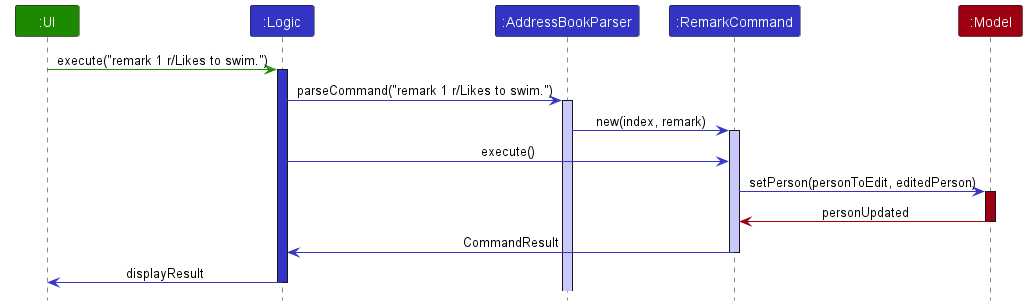 :UI
:Logic
:AddressBookParser
:RemarkCommand
:Model
execute("remark 1 r/Likes to swim.")
parseCommand("remark 1 r/Likes to swim.")
new(index, remark)
execute()
setPerson(personToEdit, editedPerson)
personUpdated
CommandResult
displayResult